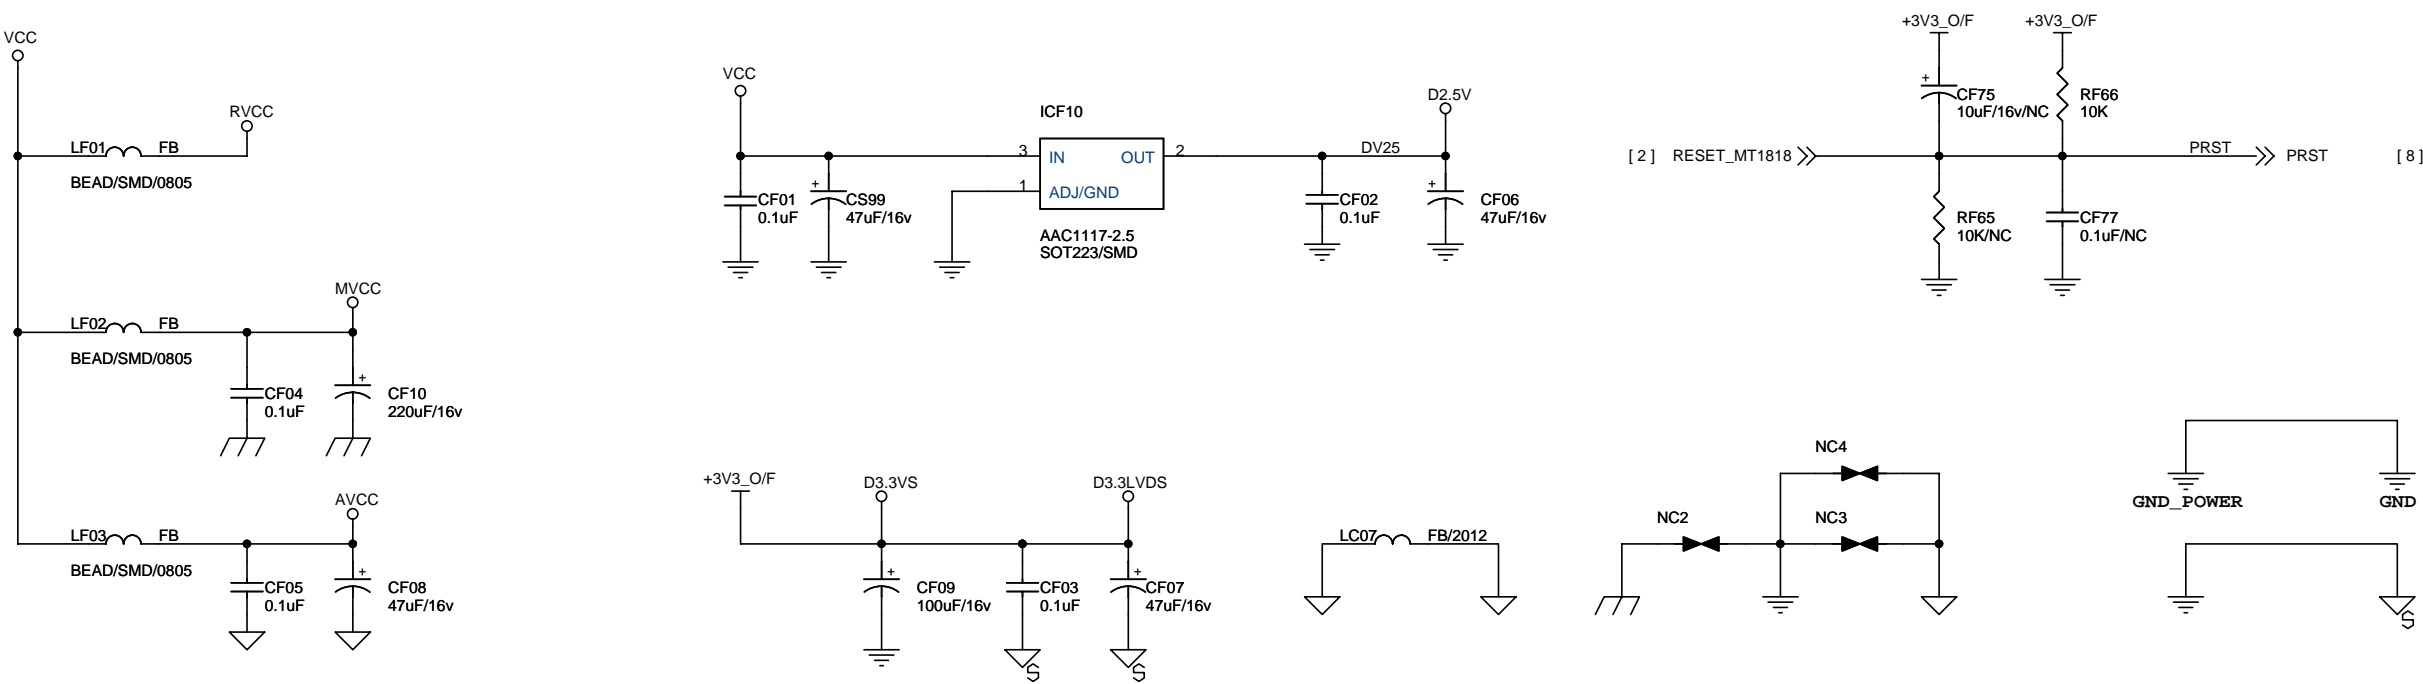 VCC
RVCC
LF01 FB
BEAD/SMD/0805
MVCC
LF02 FB
BEAD/SMD/0805
CF04
0.1uF
+
CF10
220uF/16v
AVCC
LF03 FB
BEAD/SMD/0805
CF05
0.1uF
+
CF08
47uF/16v
VCC
ICF10
D2.5V
3 IN OUT 2 DV25
1 ADJ/GND
CF01
0.1uF
+
CS99
47uF/16v
AAC1117-2.5
SOT223/SMD
CF02
0.1uF
+
CF06
47uF/16v
+3V3_O/F +3V3_O/F
+
CF75
10uF/16v/NC
RF66
10K
[ 2 ] RESET_MT1818 PRST PRST [ 8 ]
RF65
10K/NC
CF77
0.1uF/NC
+3V3_O/F D3.3VS D3.3LVDS
+
CF09
100uF/16v
CF03
0.1uF
+
CF07
47uF/16v
S S
LC07 FB/2012
NC4
NC2 NC3
GND_POWER GND
S